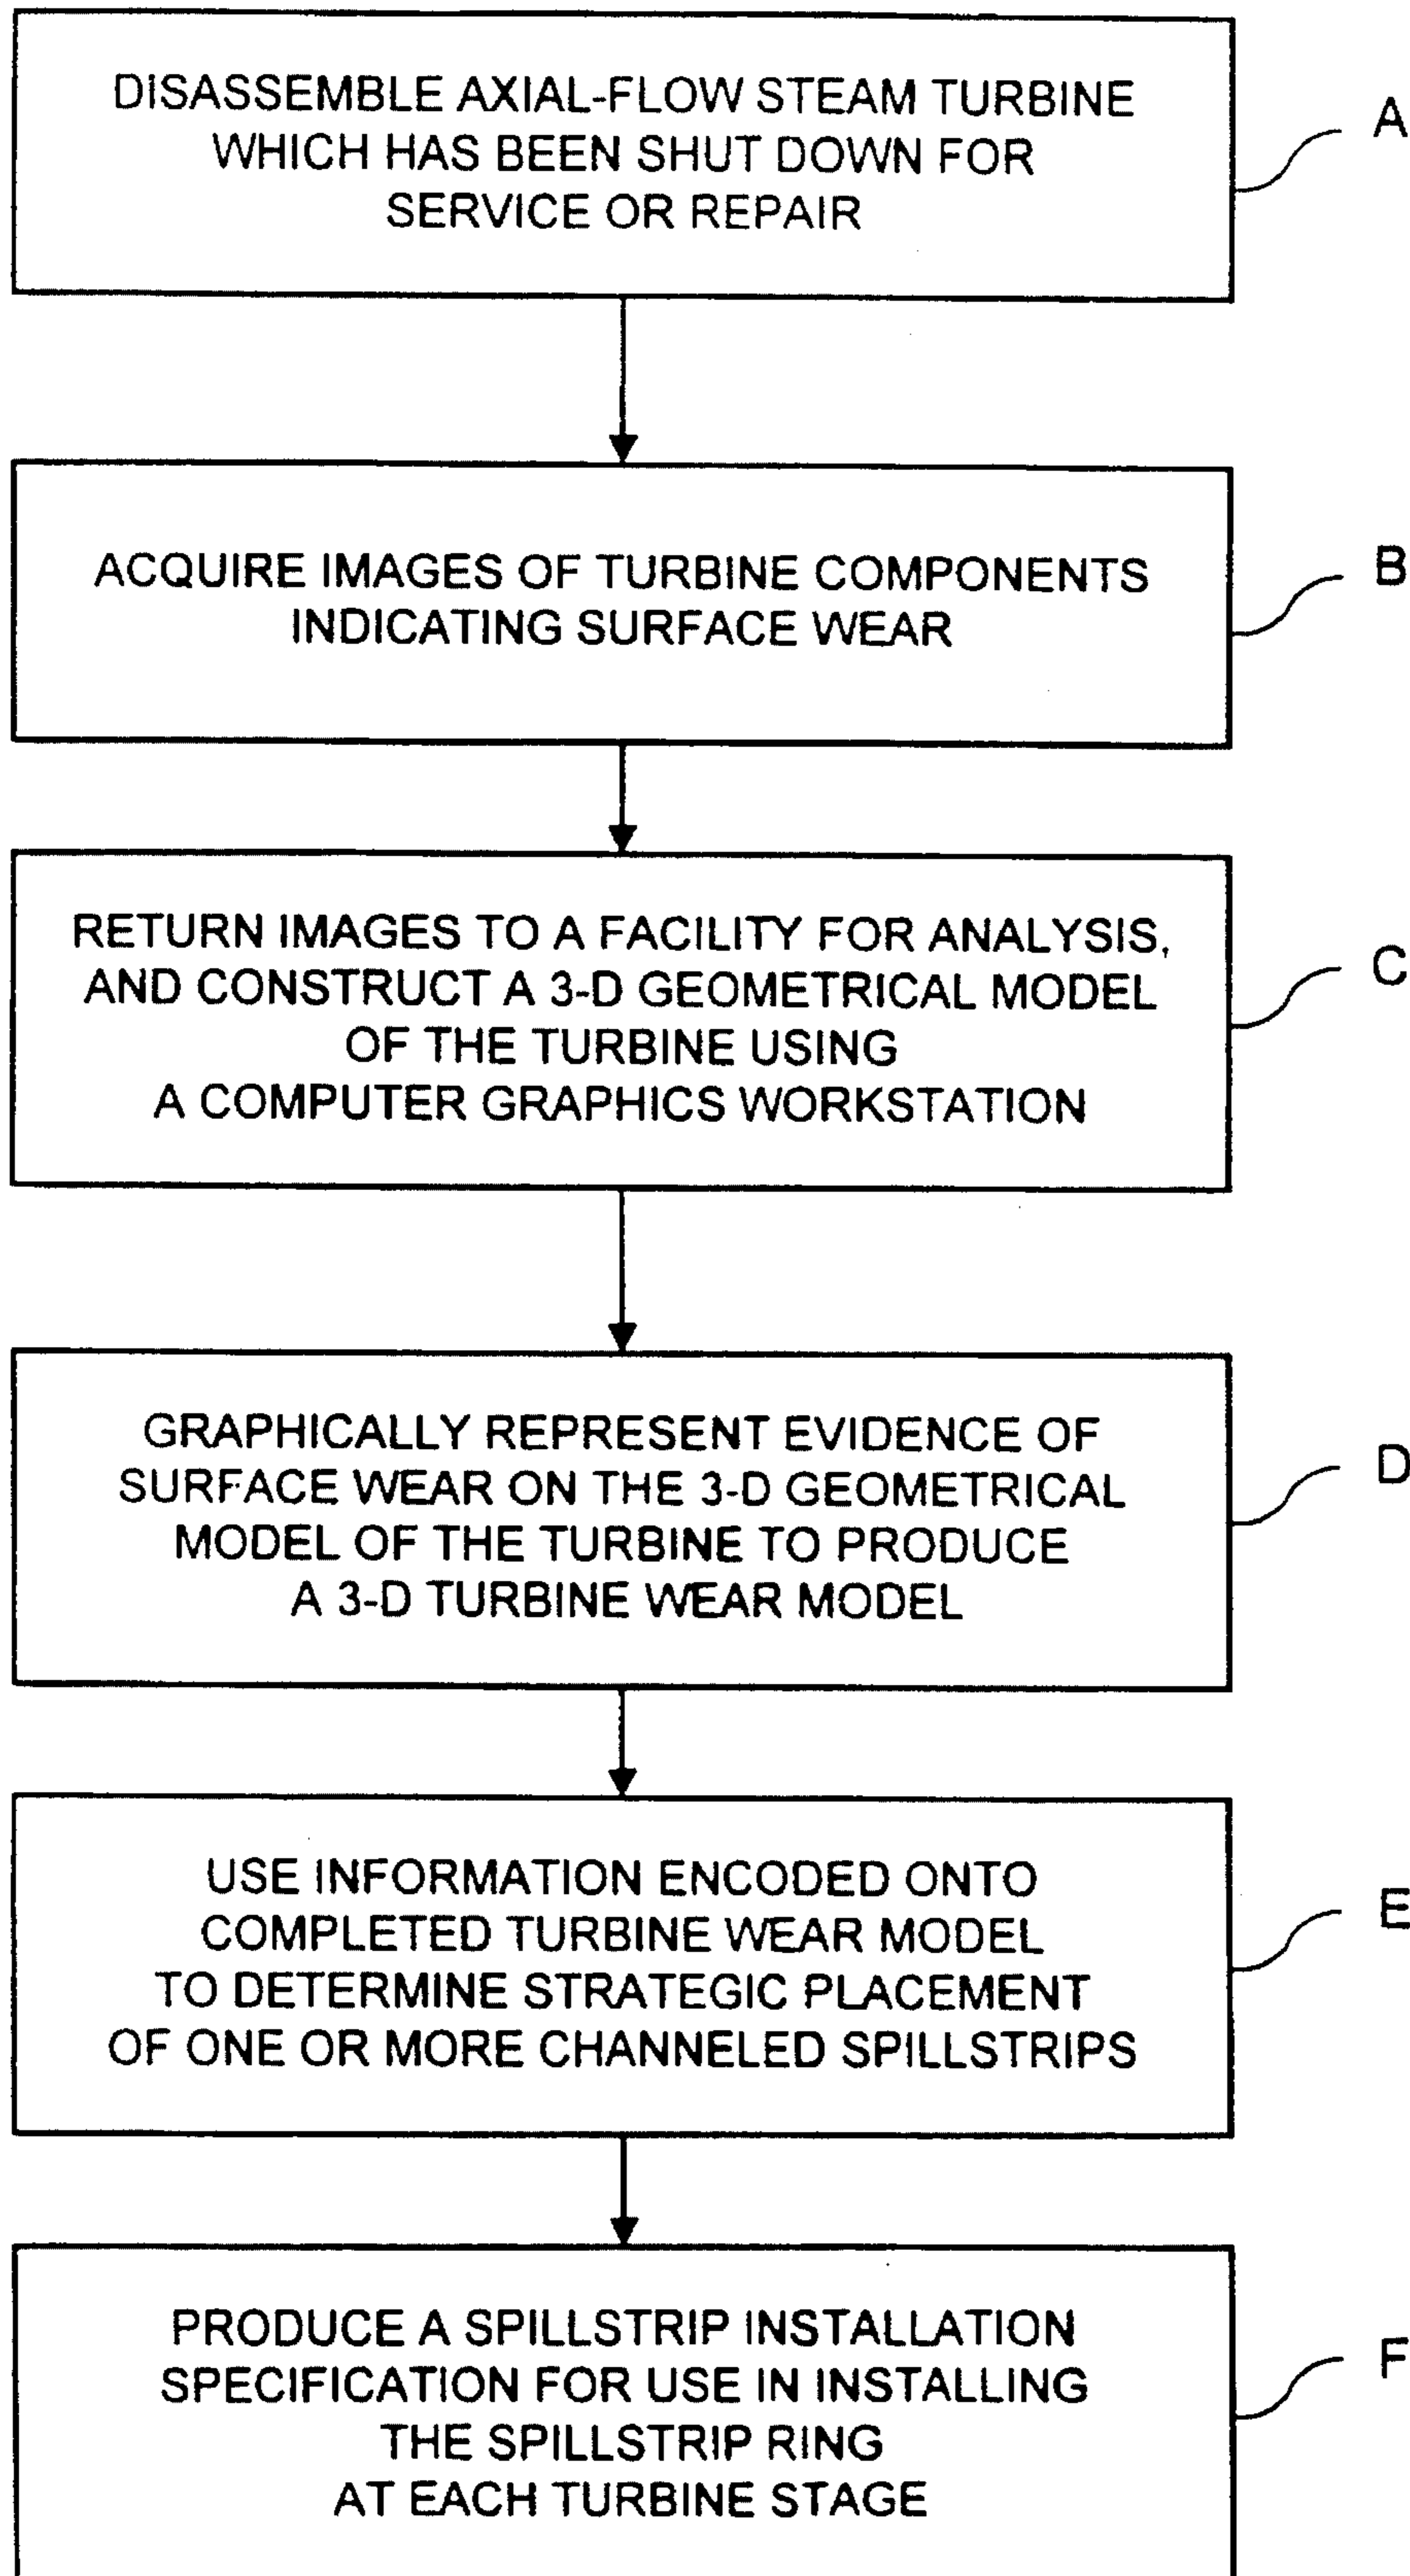 DISASSEMBLE AXIAL-FLOW STEAM TURBINE
WHICH HAS BEEN SHUT DOWN FOR
SERVICE OR REPAIR
A
ACQUIRE IMAGES OF TURBINE COMPONENTS
INDICATING SURFACE WEAR
B
RETURN IMAGES TO A FACILITY FOR ANALYSIS,
AND CONSTRUCT A 3-D GEOMETRICAL MODEL
OF THE TURBINE USING
A COMPUTER GRAPHICS WORKSTATION
C
GRAPHICALLY REPRESENT EVIDENCE OF
SURFACE WEAR ON THE 3-D GEOMETRICAL
MODEL OF THE TURBINE TO PRODUCE
A 3-D TURBINE WEAR MODEL
D
USE INFORMATION ENCODED ONTO
COMPLETED TURBINE WEAR MODEL
TO DETERMINE STRATEGIC PLACEMENT
OF ONE OR MORE CHANNELED SPILLSTRIPS
E
PRODUCE A SPILLSTRIP INSTALLATION
SPECIFICATION FOR USE IN INSTALLING
THE SPILLSTRIP RING
AT EACH TURBINE STAGE
F